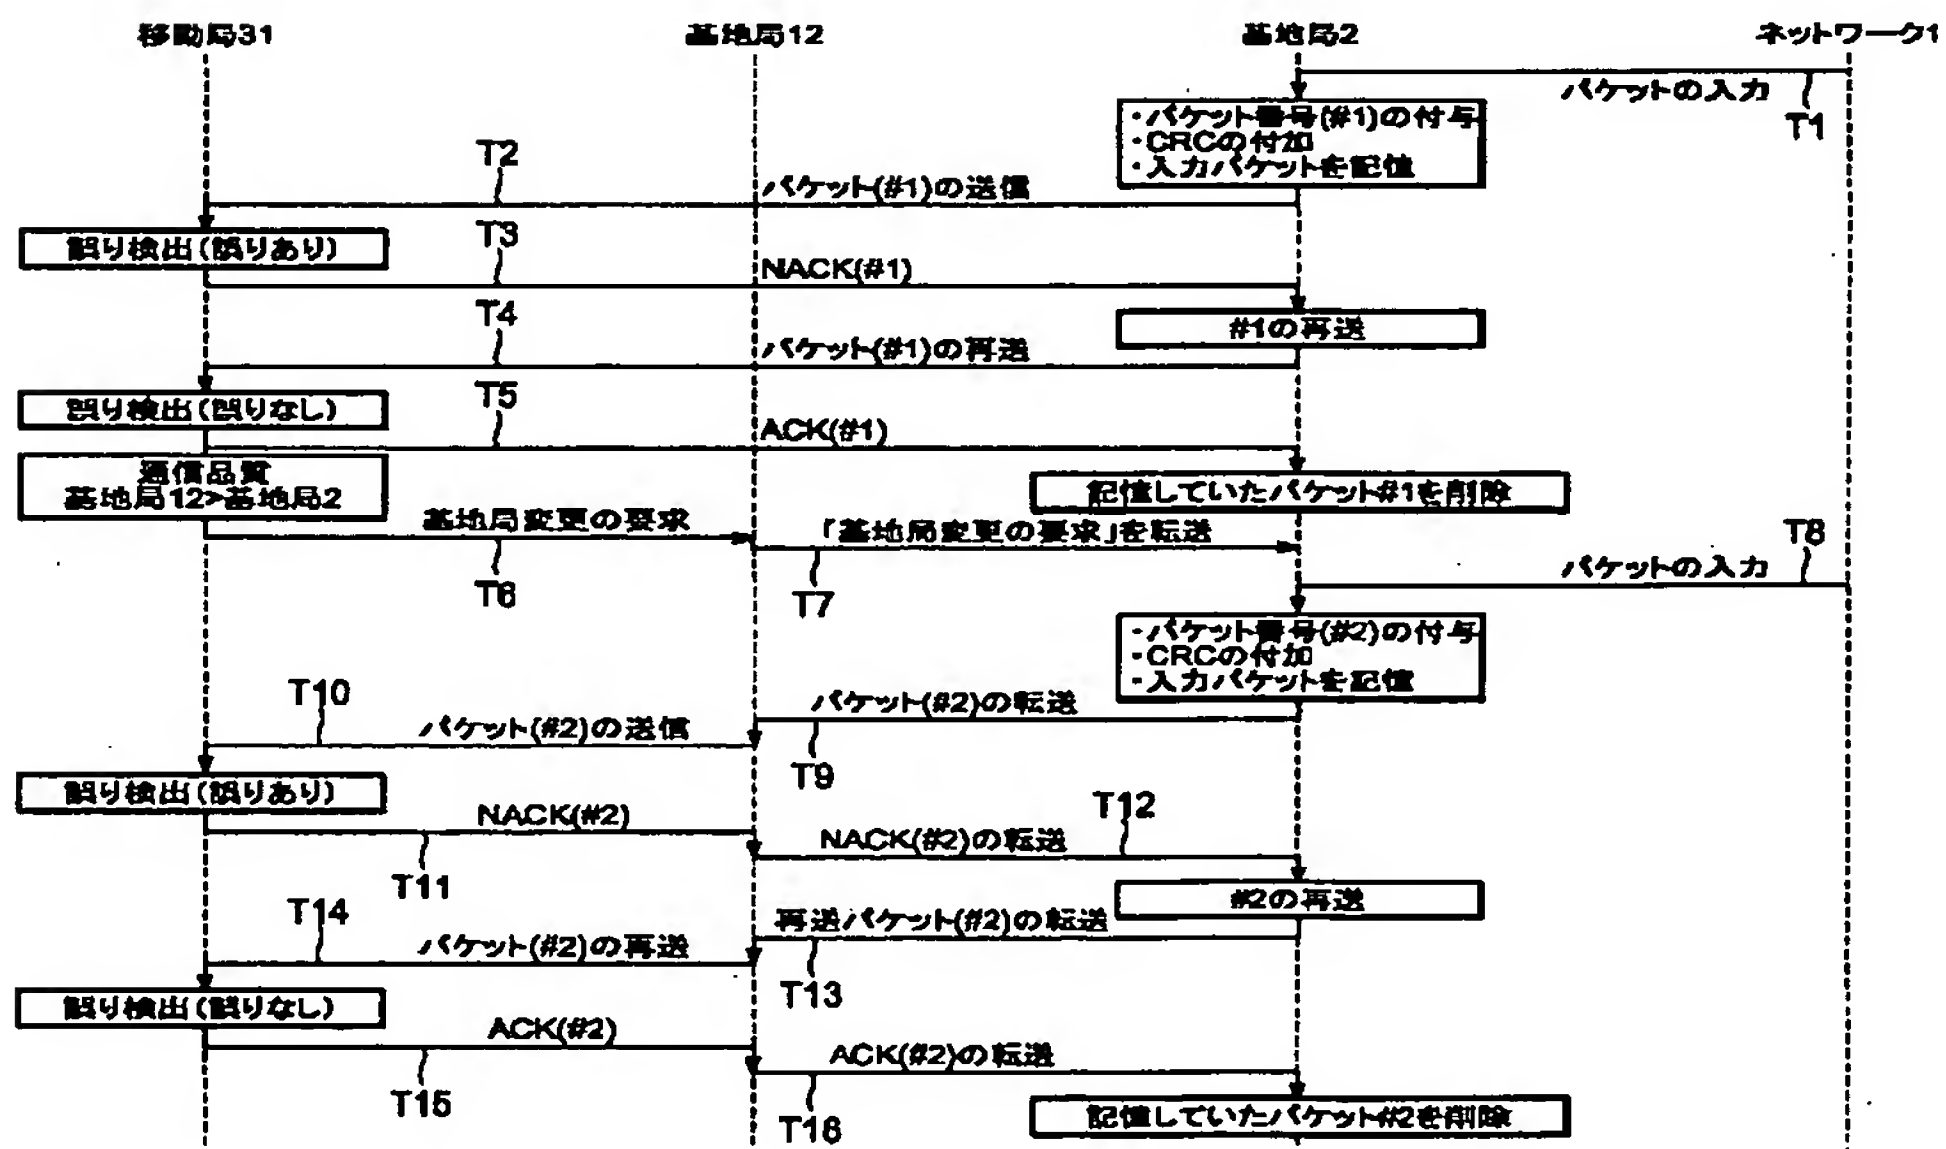 移動局31
基地局12
基地局2
ネットワーク1
パケットの入力
T1
・パケット番号(#1)の付与
・CRCの付加
・入力パケットを記憶
T2
パケット(#1)の送信
誤り検出(誤りあり)
T3
NACK(#1)
#1の再送
T4
パケット(#1)の再送
誤り検出(誤りなし)
T5
ACK(#1)
通信品質
基地局12>基地局2
記憶していたパケット#1を削除
基地局変更の要求
T6
「基地局変更の要求」を転送
T7
T8
パケットの入力
・パケット番号(#2)の付与
・CRCの付加
・入力パケットを記憶
パケット(#2)の転送
T9
T10
パケット(#2)の送信
誤り検出(誤りあり)
NACK(#2)
T11
T12
NACK(#2)の転送
#2の再送
再送パケット(#2)の転送
T13
T14
パケット(#2)の再送
誤り検出(誤りなし)
ACK(#2)
T15
ACK(#2)の転送
T16
記憶していたパケット#2を削除